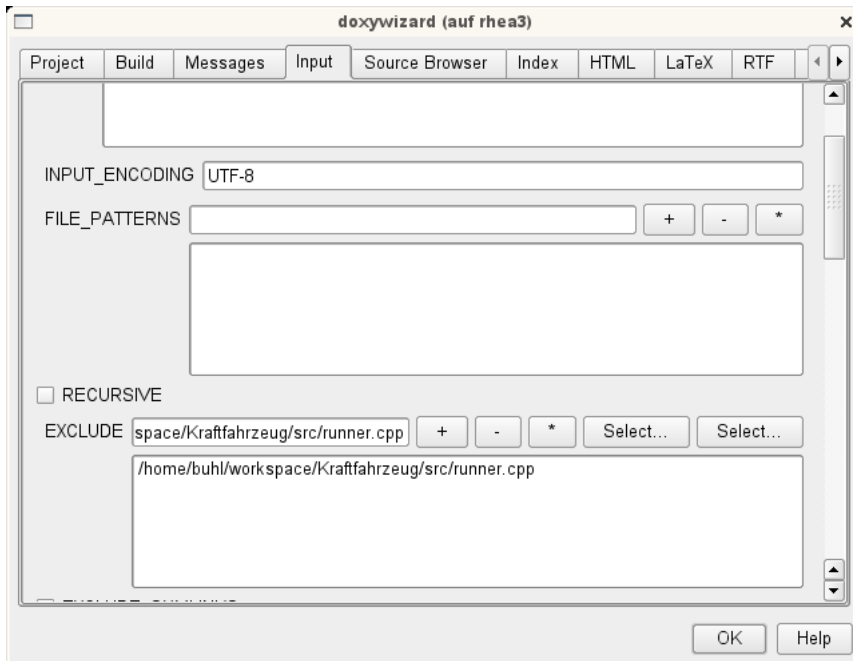 doxywizard (auf rhea3)
Project Build Messages Input Source Browser Index HTML LaTeX RTF
INPUT_ENCODING UTF-8
FILE_PATTERNS + - *
RECURSIVE
EXCLUDE space/Kraftfahrzeug/src/runner.cpp + - * Select... Select...
/home/buhl/workspace/Kraftfahrzeug/src/runner.cpp
OK Help